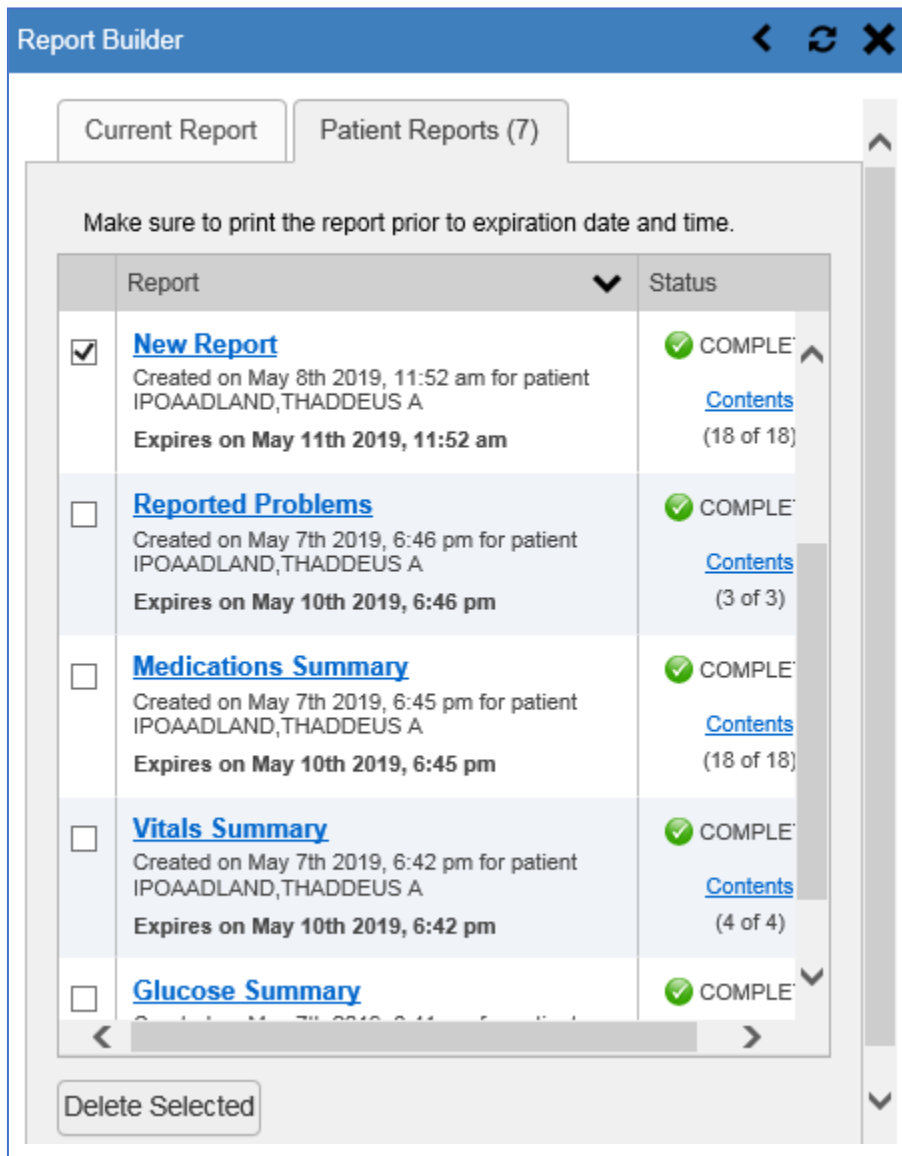 Report Builder
Current Report
Patient Reports (7)
Make sure to print the report prior to expiration date and time.
Report
Status
New Report
COMPLE
Created on May 8th 2019, 11:52 am for patient
IPOAADLAND,THADDEUS A
Contents
(18 of 18)
Expires on May 11th 2019, 11:52 am
Reported Problems
COMPLE
Created on May 7th 2019, 6:46 pm for patient
IPOAADLAND,THADDEUS A
Contents
(3 of 3)
Expires on May 10th 2019, 6:46 pm
Medications Summary
COMPLE
Created on May 7th 2019, 6:45 pm for patient
IPOAADLAND,THADDEUS A
Contents
(18 of 18)
Expires on May 10th 2019, 6:45 pm
Vitals Summary
COMPLE
Created on May 7th 2019, 6:42 pm for patient
IPOAADLAND,THADDEUS A
Contents
(4 of 4)
Expires on May 10th 2019, 6:42 pm
Glucose Summary
COMPLE
Delete Selected